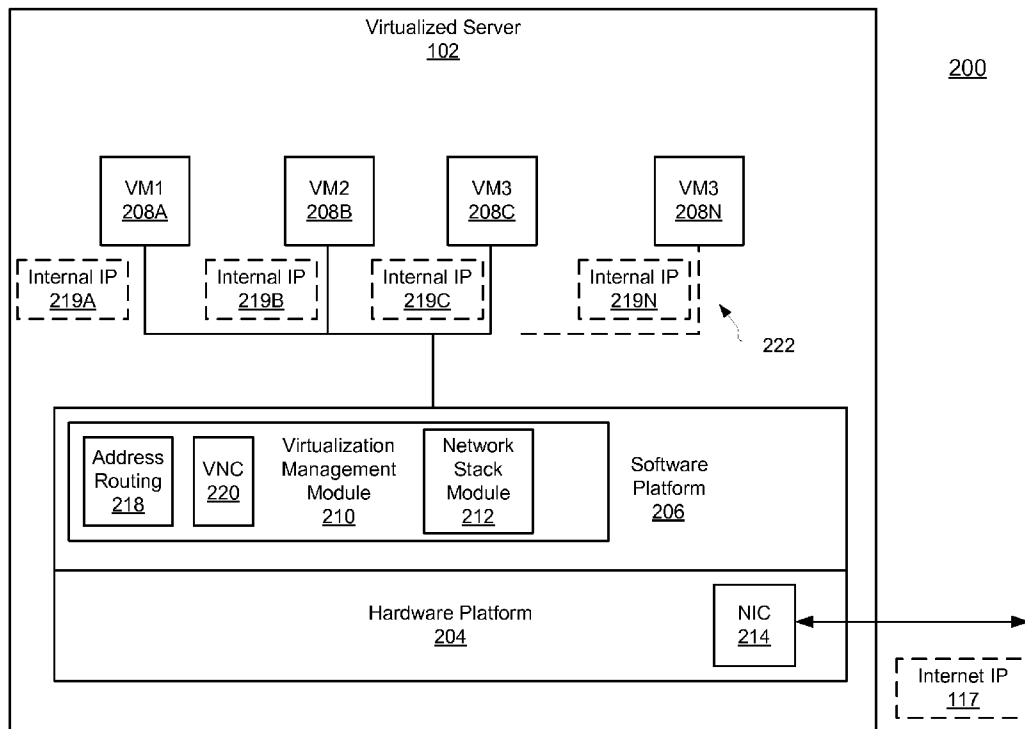 Virtualized Server
102
200
VM1
208A
VM2
208B
VM3
208C
VM3
208N
Internal IP
219A
Internal IP
219B
Internal IP
219C
Internal IP
219N
222
Address
Routing
218
VNC
220
Virtualization
Management
Module
210
Network
Stack
Module
212
Software
Platform
206
Hardware Platform
204
NIC
214
Internet IP
117